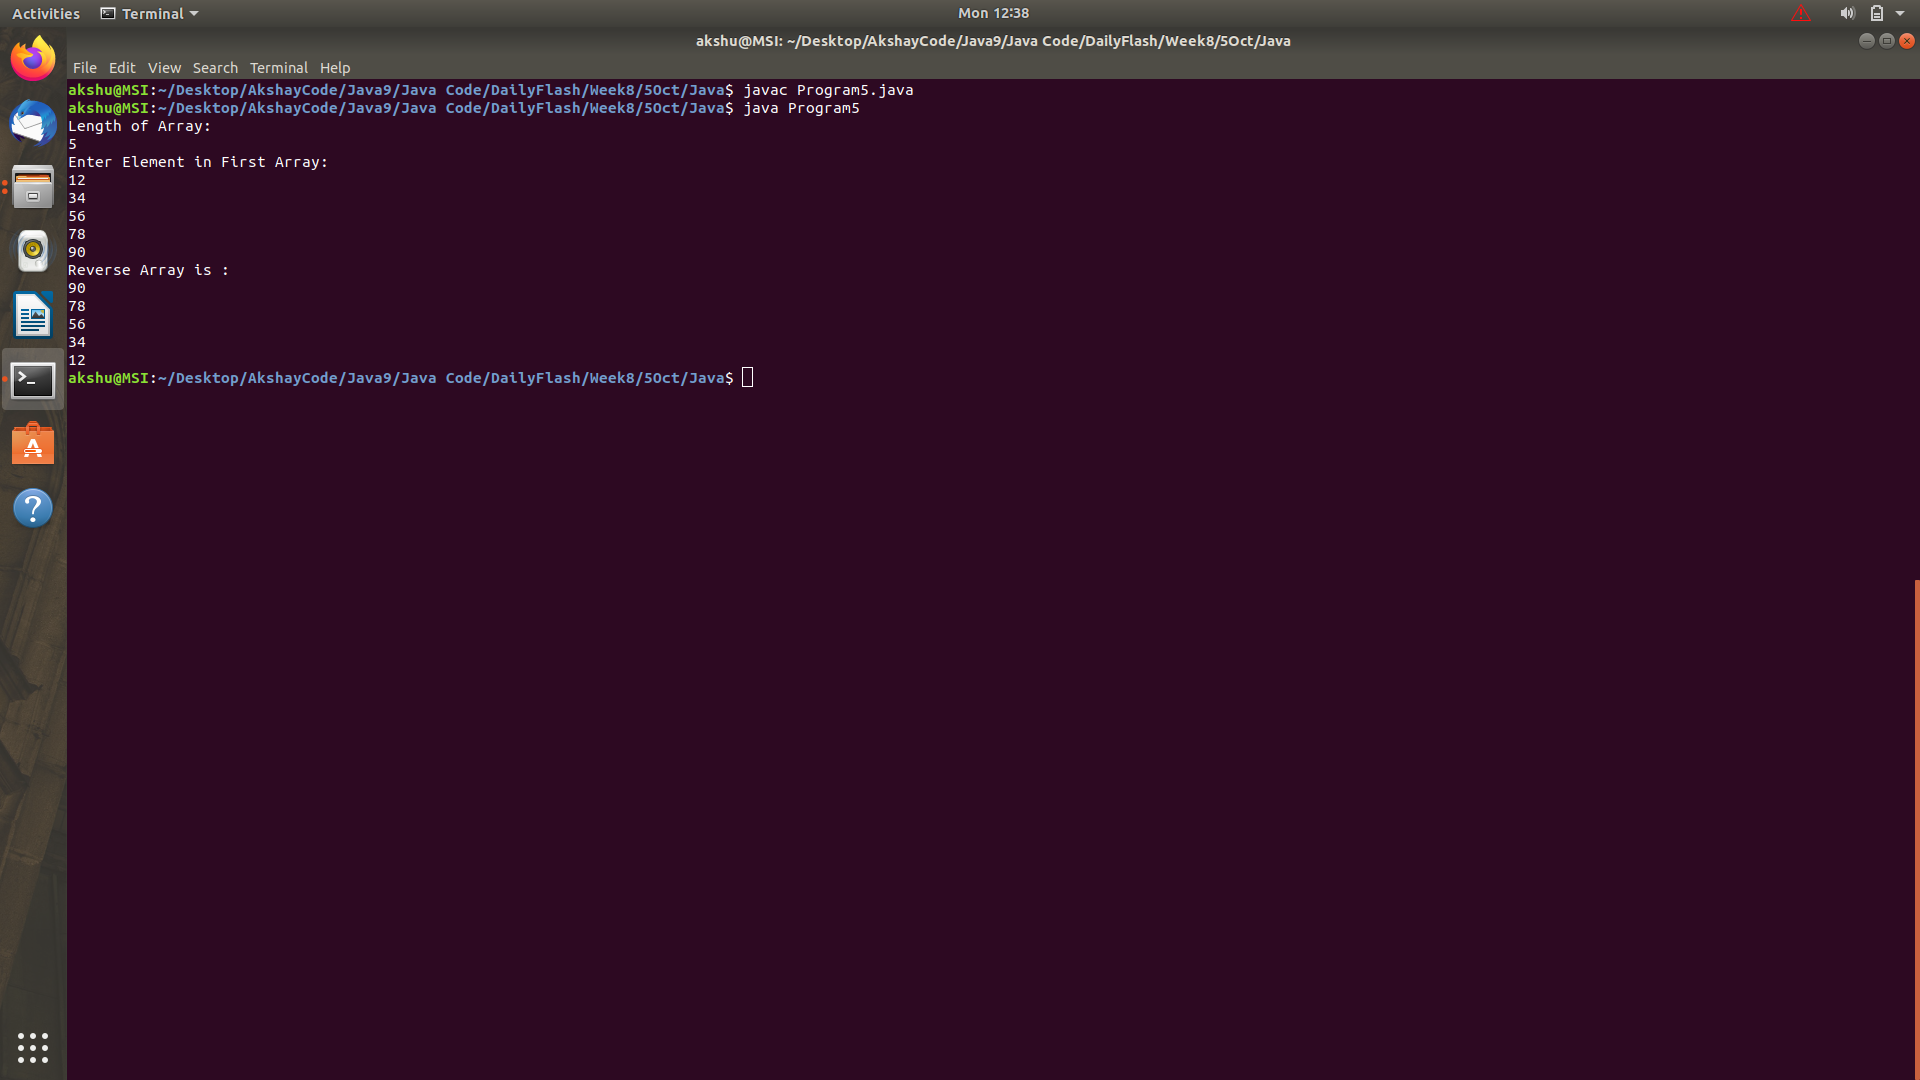 Activities Terminal Mon 12:38
akshu@MSI: ~/Desktop/AkshayCode/Java9/Java Code/DailyFlash/Week8/5Oct/Java
File Edit View Search Terminal Help
akshu@MSI:~/Desktop/AkshayCode/Java9/Java Code/DailyFlash/Week8/5Oct/Java$ javac Program5.java
akshu@MSI:~/Desktop/AkshayCode/Java9/Java Code/DailyFlash/Week8/5Oct/Java$ java Program5
Length of Array:
5
Enter Element in First Array:
12
34
56
78
90
Reverse Array is :
90
78
56
34
12
akshu@MSI:~/Desktop/AkshayCode/Java9/Java Code/DailyFlash/Week8/5Oct/Java$